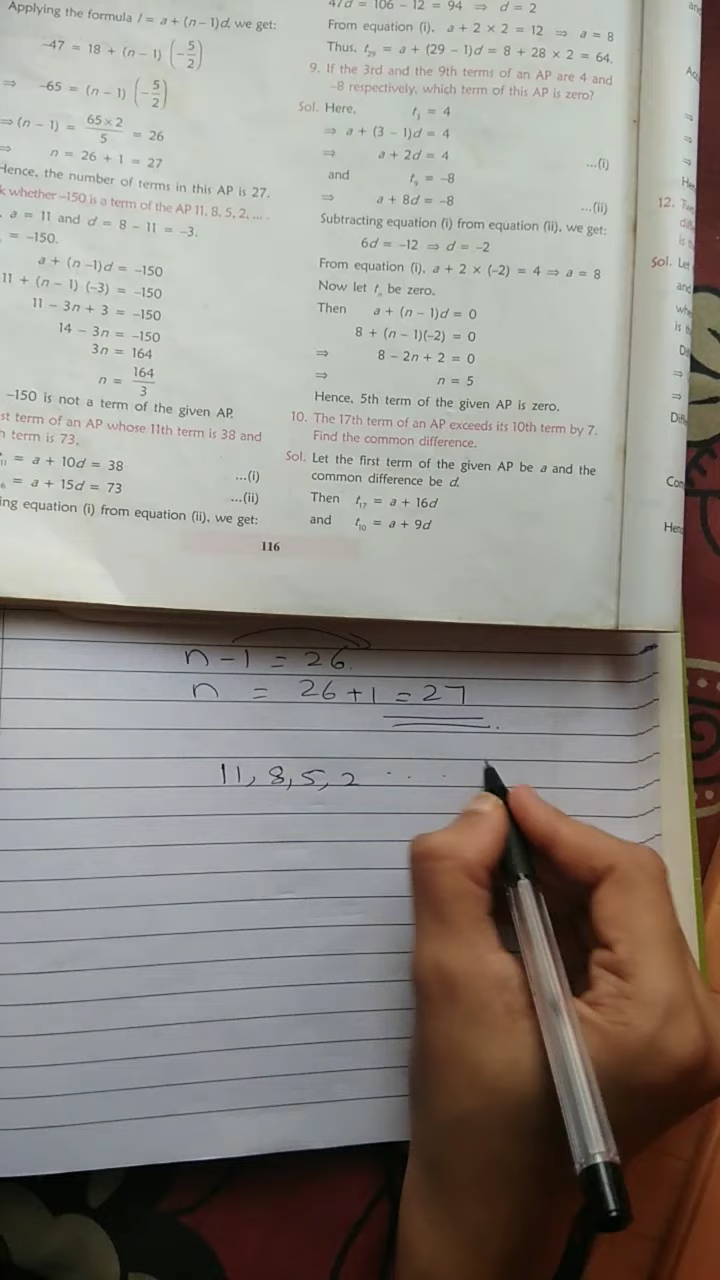 Applying the formula l = a + (n – 1)d, we get:
–47 = 18 + (n – 1) (–5/2)
⇒ –65 = (n – 1) (–5/2)
⇒ (n – 1) = 65 × 2/5 = 26
⇒ n = 26 + 1 = 27
Hence, the number of terms in this AP is 27.
whether –150 is a term of the AP 11, 8, 5, 2, ... .
a = 11 and d = 8 – 11 = –3.
= –150.
a + (n –1)d = –150
11 + (n – 1) (–3) = –150
11 – 3n + 3 = –150
14 – 3n = –150
3n = 164
n = 164/3
–150 is not a term of the given AP.
term of an AP whose 11th term is 38 and
term is 73.
= a + 10d = 38 ...(i)
= a + 15d = 73 ...(ii)
equation (i) from equation (ii), we get:
47d = 106 – 12 = 94 ⇒ d = 2
From equation (i), a + 2 × 2 = 12 ⇒ a = 8
Thus, t₂₉ = a + (29 – 1)d = 8 + 28 × 2 = 64.
9. If the 3rd and the 9th terms of an AP are 4 and
–8 respectively, which term of this AP is zero?
Sol. Here, t₃ = 4
⇒ a + (3 – 1)d = 4
⇒ a + 2d = 4 ...(i)
and t₉ = –8
⇒ a + 8d = –8 ...(ii)
Subtracting equation (i) from equation (ii), we get:
6d = –12 ⇒ d = –2
From equation (i), a + 2 × (–2) = 4 ⇒ a = 8
Now let tₙ be zero.
Then a + (n – 1)d = 0
8 + (n – 1)(–2) = 0
⇒ 8 – 2n + 2 = 0
⇒ n = 5
Hence, 5th term of the given AP is zero.
10. The 17th term of an AP exceeds its 10th term by 7.
Find the common difference.
Sol. Let the first term of the given AP be a and the
common difference be d.
Then t₁₇ = a + 16d
and t₁₀ = a + 9d
116
12.
Sol. Let
and
n – 1 = 26.
n = 26 + 1 = 27
11, 8, 5, 2 . . .